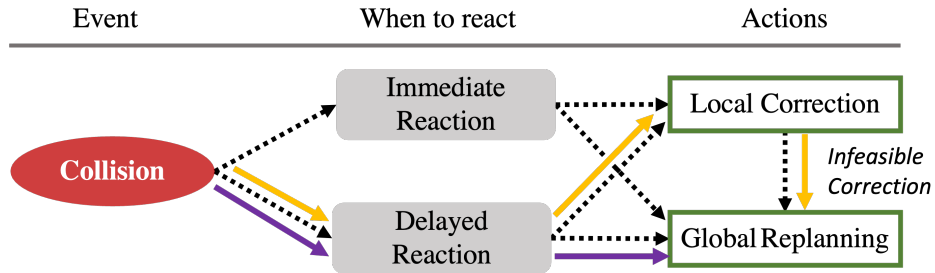 Event
When to react
Actions
Immediate
Reaction
Local Correction
Collision
Infeasible
Correction
Delayed
Reaction
Global Replanning